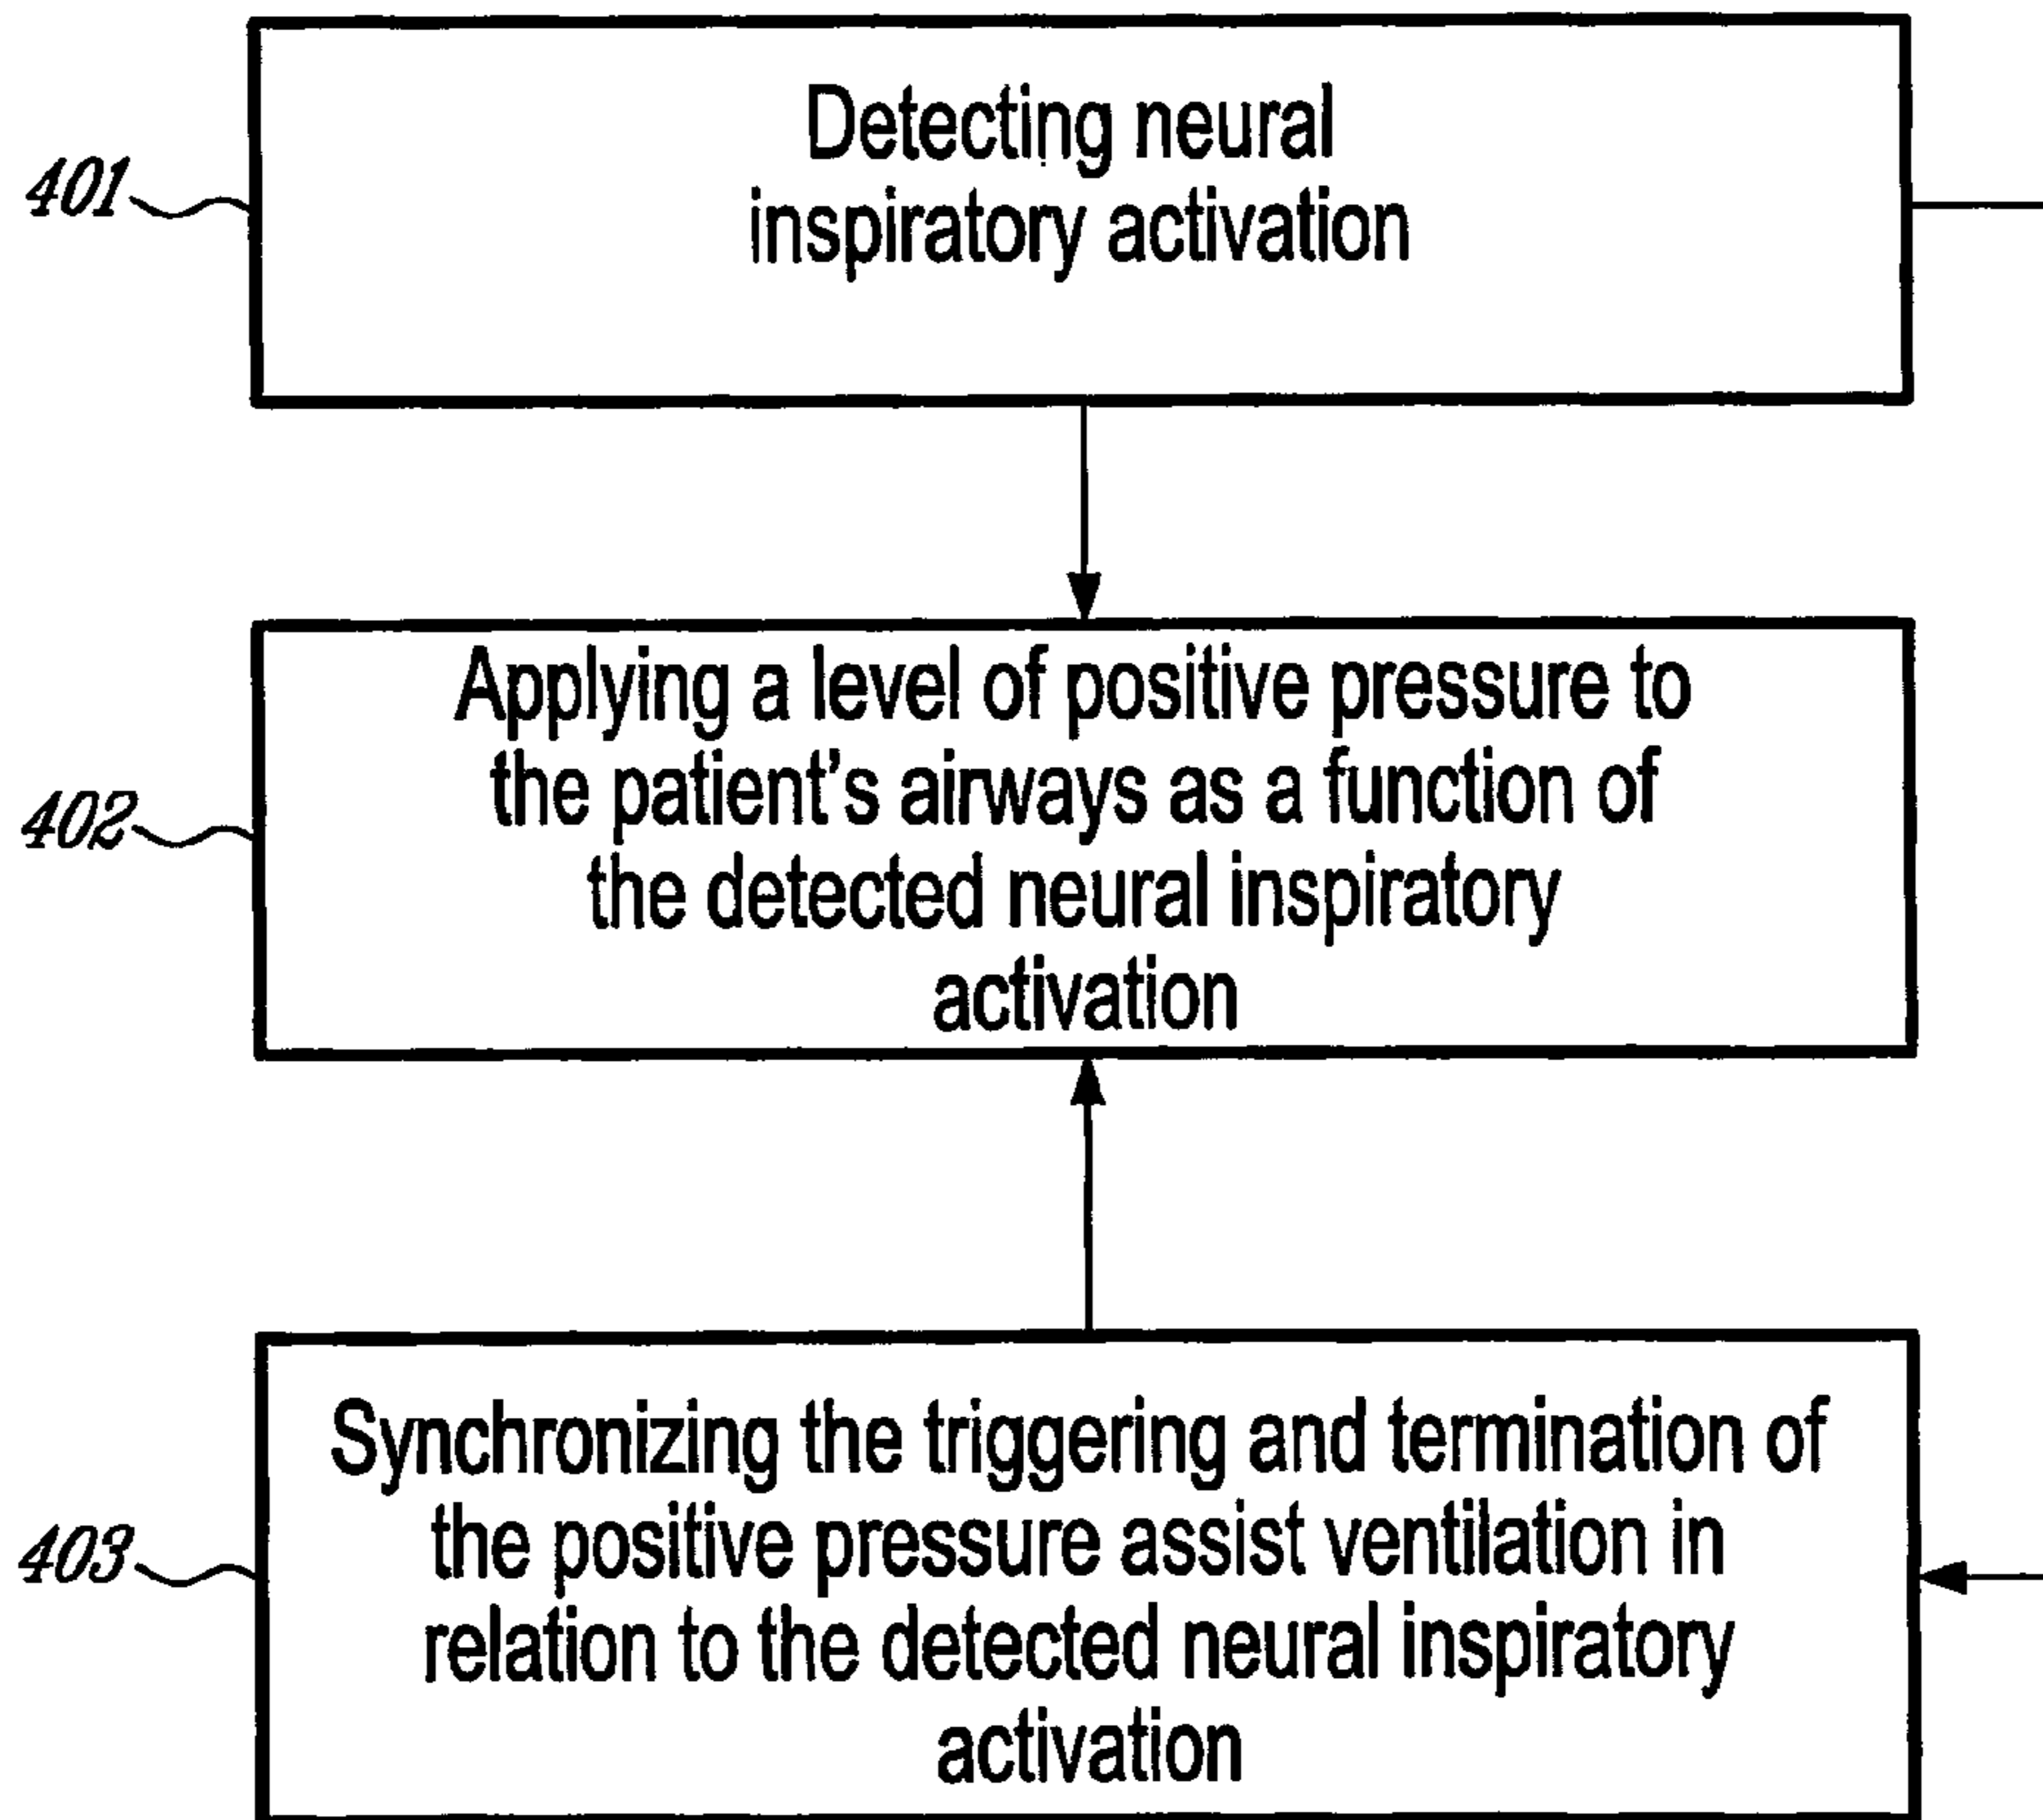 Detecting neural
inspiratory activation
401
Applying a level of positive pressure to
the patient's airways as a function of
the detected neural inspiratory
activation
402
Synchronizing the triggering and termination of
the positive pressure assist ventilation in
relation to the detected neural inspiratory
activation
403